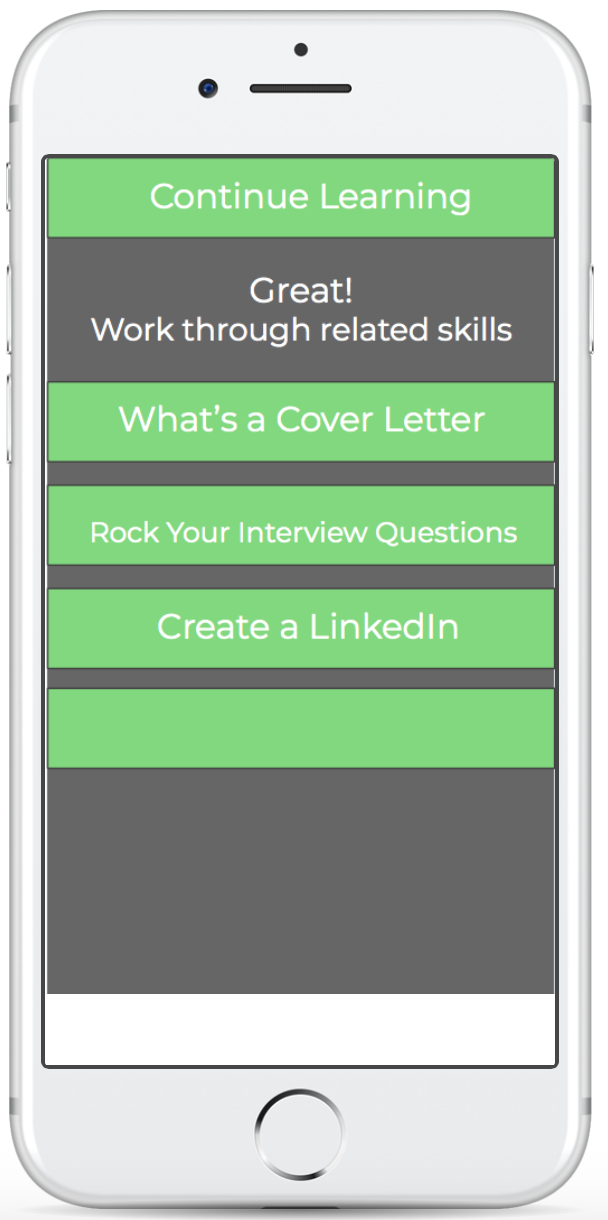 Continue Learning
Great!
Work through related skills
What's a Cover Letter
Rock Your Interview Questions
Create a LinkedIn